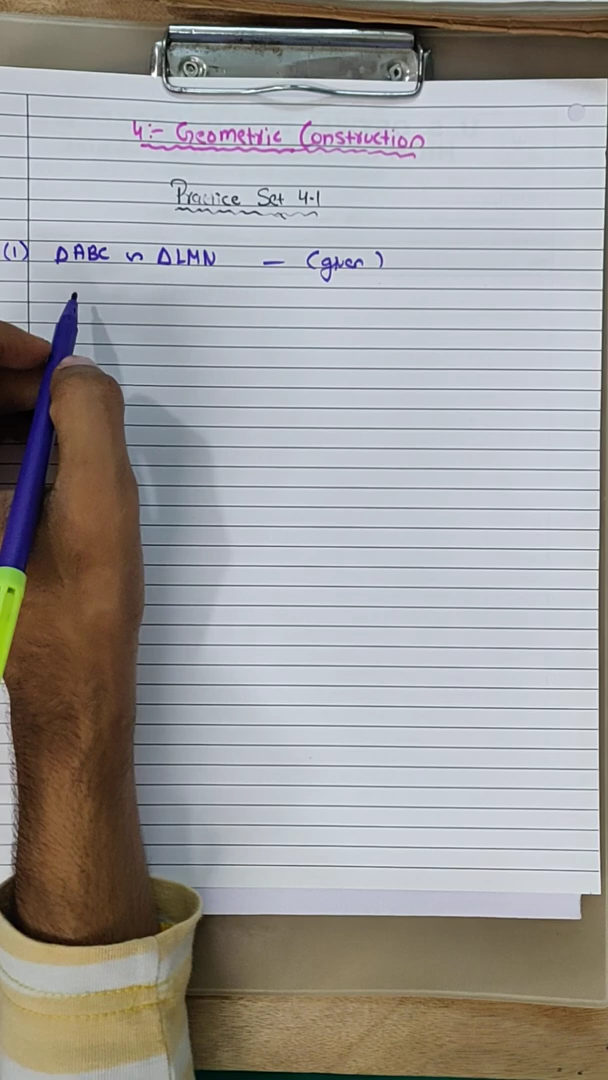 4:- Geometric Construction
Practice Set 4.1
(1) ΔABC ~ ΔLMN — (given)